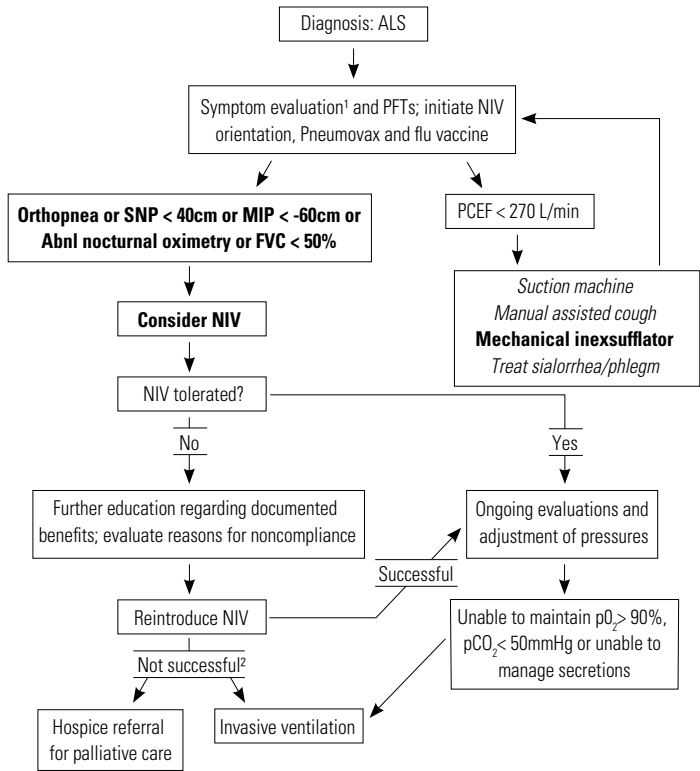 Diagnosis: ALS
Symptom evaluation¹ and PFTs; initiate NIV
orientation, Pneumovax and flu vaccine
Orthopnea or SNP < 40cm or MIP < -60cm or
Abnl nocturnal oximetry or FVC < 50%
PCEF < 270 L/min
Suction machine
Manual assisted cough
Mechanical inexsufflator
Treat sialorrhea/phlegm
Consider NIV
NIV tolerated?
No
Yes
Further education regarding documented
benefits; evaluate reasons for noncompliance
Ongoing evaluations and
adjustment of pressures
Successful
Reintroduce NIV
Unable to maintain pO₂> 90%,
pCO₂< 50mmHg or unable to
manage secretions
Not successful²
Hospice referral
for palliative care
Invasive ventilation